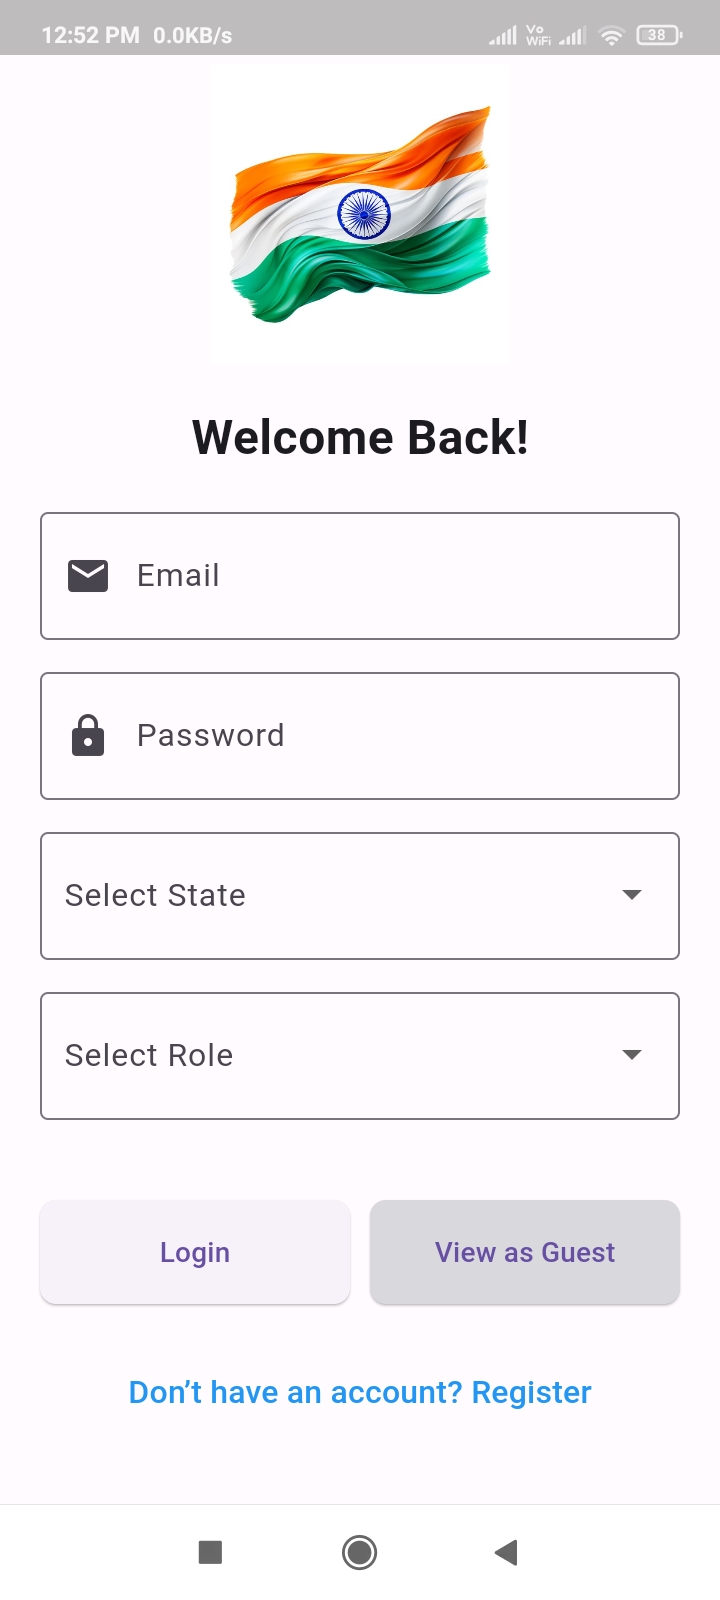 12:52 PM 0.0KB/s Vo WiFi 38
Welcome Back!
Email
Password
Select State
Select Role
Login
View as Guest
Don’t have an account? Register